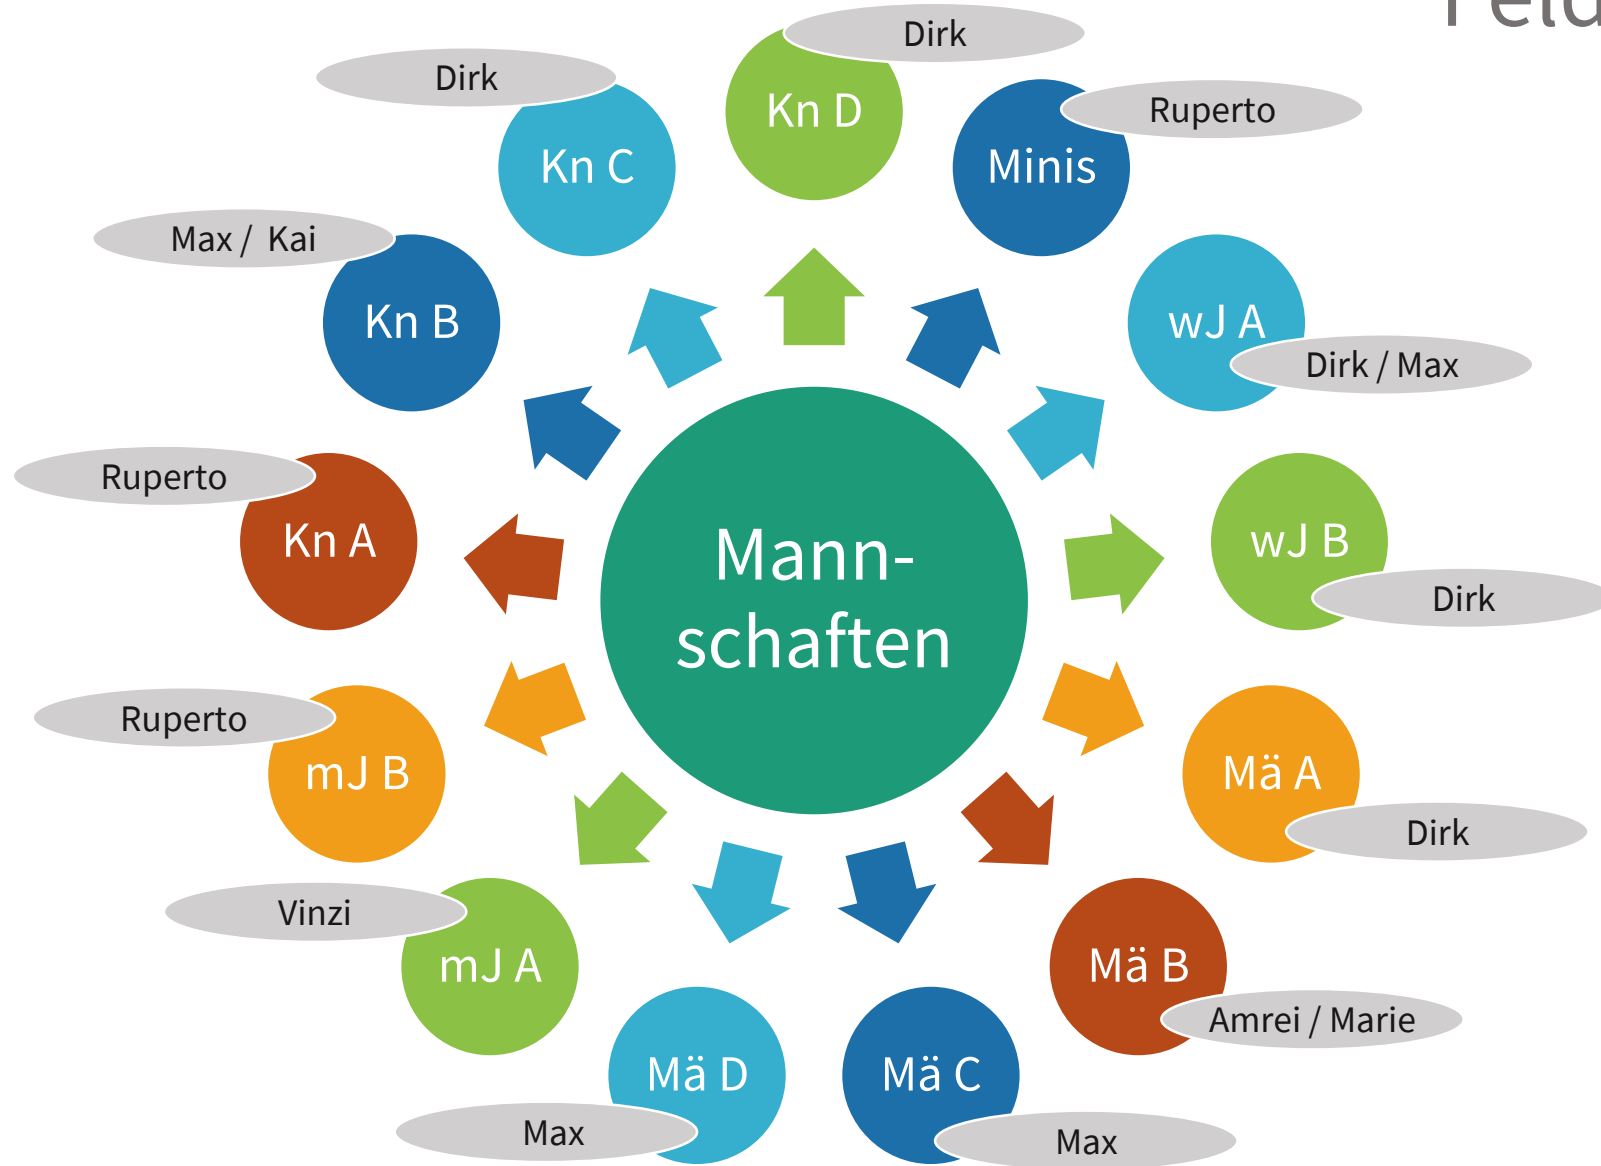 Feld
Dirk
Kn D
Ruperto
Minis
wJ A
Dirk / Max
wJ B
Dirk
Mä A
Dirk
Mä B
Amrei / Marie
Mä C
Max
Mä D
Max
Vinzi
mJ A
Ruperto
mJ B
Ruperto
Kn A
Max / Kai
Kn B
Dirk
Kn C
Mann-
schaften